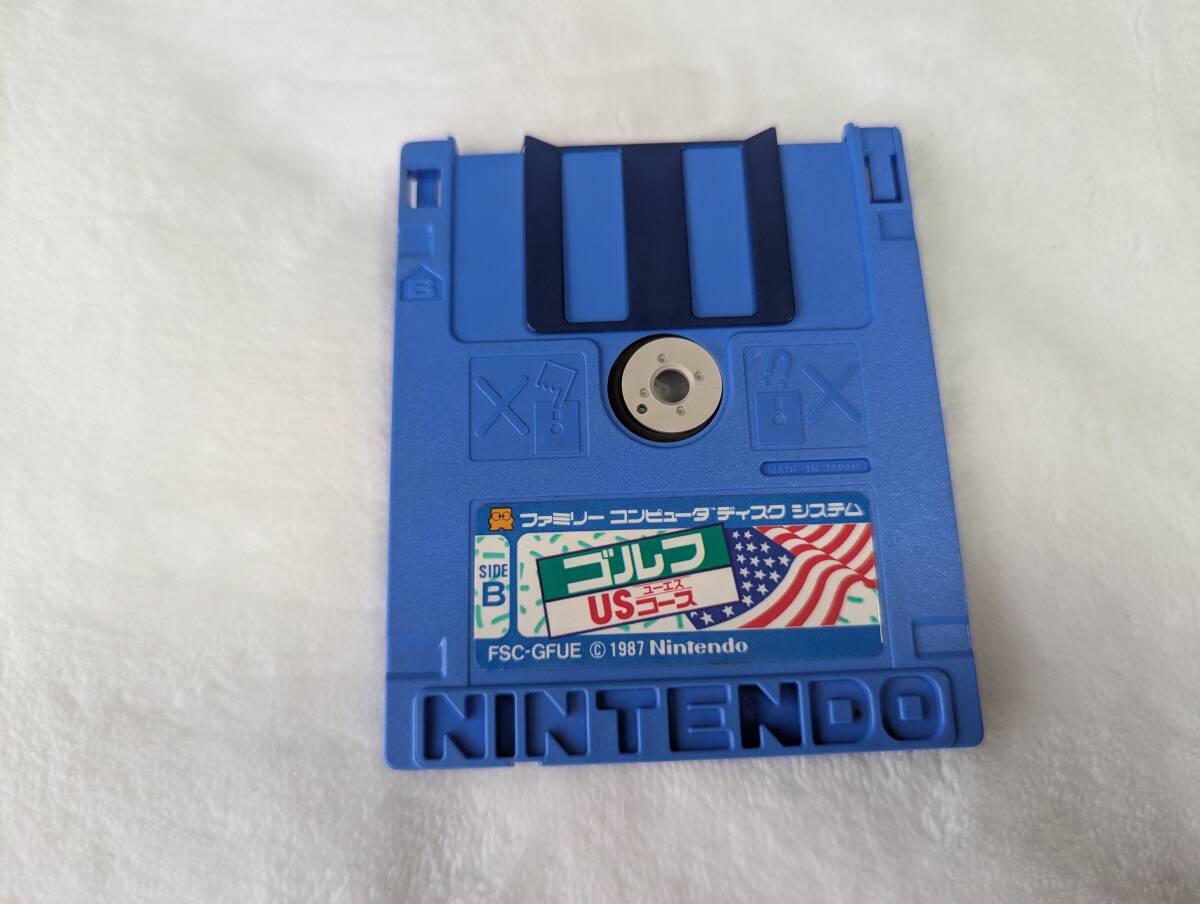 B
MADE IN JAPAN
ファミリー コンピュータ ディスク システム
SIDE
B
ゴルフ
ユーエス
USコース
FSC-GFUE © 1987 Nintendo
NINTENDO